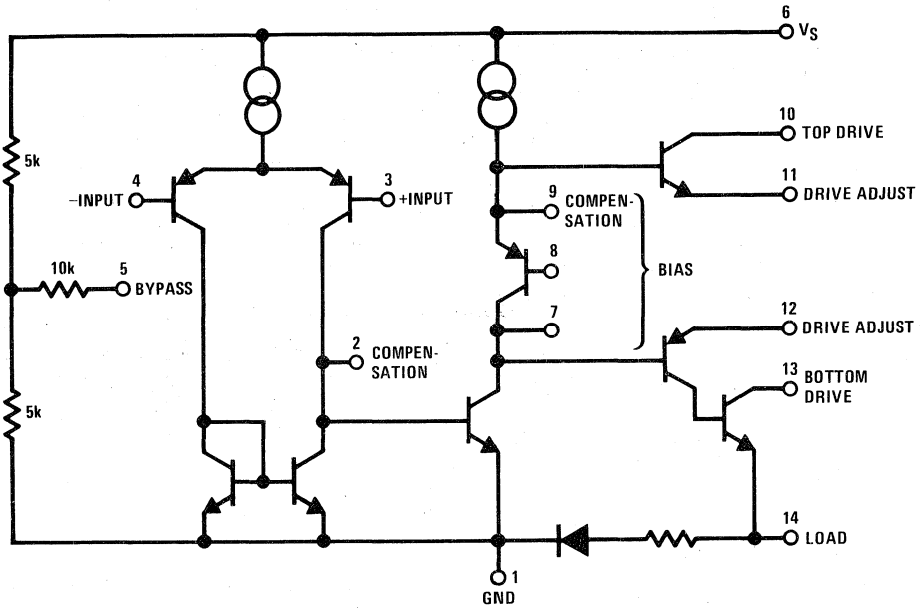 6
VS
10
TOP DRIVE
5k
4
3
11
–INPUT
+INPUT
9
COMPEN-
SATION
DRIVE ADJUST
8
BIAS
10k
5
BYPASS
7
12
DRIVE ADJUST
2
COMPEN-
SATION
13
BOTTOM
DRIVE
5k
14
LOAD
1
GND